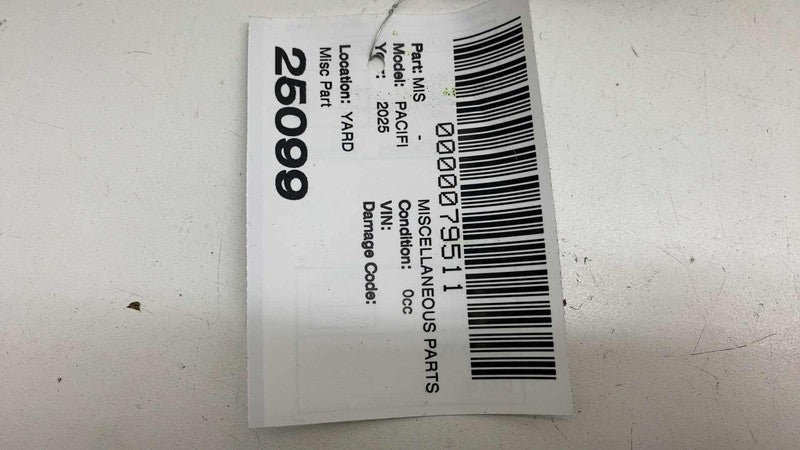 0000079511
Part: MIS - MISCELLANEOUS PARTS
Model: PACIFI Condition: 0cc
Year: 2025 VIN:
Damage Code:
Location: YARD
Misc Part
25099